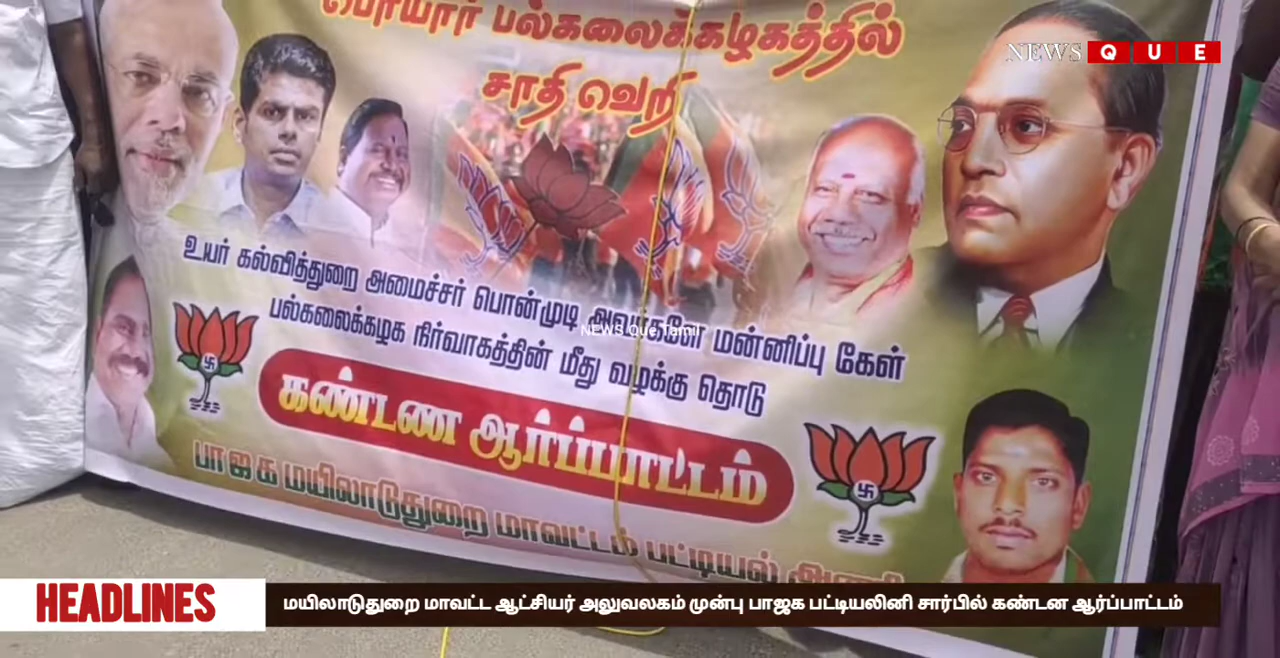 பெரியார் பல்கலைக்கழகத்தில்
சாதி வெறி
NEWS QUE
உயர் கல்வித்துறை அமைச்சர் பொன்முடி அவர்களே மன்னிப்பு கேள்
NEWS Que Tamil
பல்கலைக்கழக நிர்வாகத்தின் மீது வழக்கு தொடு
கண்டண ஆர்ப்பாட்டம்
பாஜக மயிலாடுதுறை மாவட்டம் பட்டியல் அணி
HEADLINES
மயிலாடுதுறை மாவட்ட ஆட்சியர் அலுவலகம் முன்பு பாஜக பட்டியலினி சார்பில் கண்டன ஆர்ப்பாட்டம்